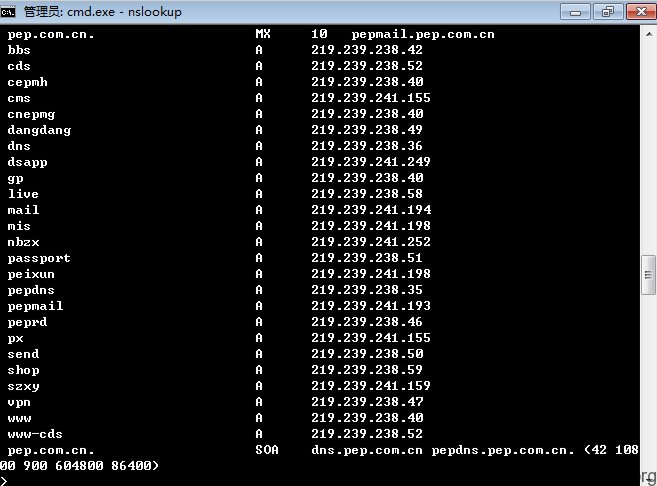 管理员: cmd.exe - nslookup
pep.com.cn. MX 10 pepmail.pep.com.cn
bbs A 219.239.238.42
cds A 219.239.238.52
cepmh A 219.239.238.40
cms A 219.239.241.155
cnepmg A 219.239.238.40
dangdang A 219.239.238.49
dns A 219.239.238.36
dsapp A 219.239.241.249
gp A 219.239.238.40
live A 219.239.238.58
mail A 219.239.241.194
mis A 219.239.241.198
nbzx A 219.239.241.252
passport A 219.239.238.51
peixun A 219.239.241.198
pepdns A 219.239.238.35
pepmail A 219.239.241.193
peprd A 219.239.238.46
px A 219.239.241.155
send A 219.239.238.50
shop A 219.239.238.59
szxy A 219.239.241.159
vpn A 219.239.238.47
www A 219.239.238.40
www-cds A 219.239.238.52
pep.com.cn. SOA dns.pep.com.cn pepdns.pep.com.cn. (42 108
00 900 604800 86400)
>